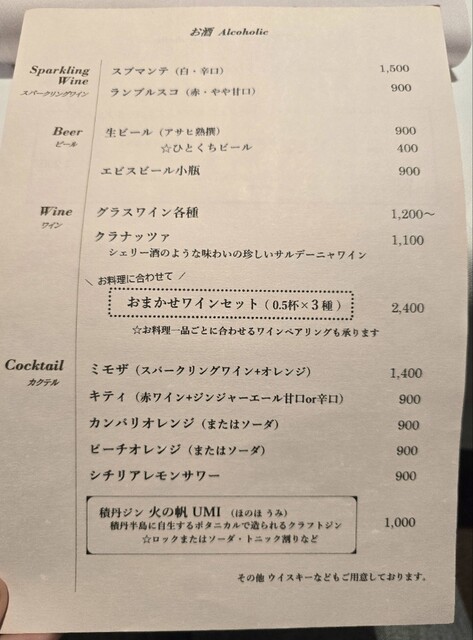 お酒 Alcoholic
Sparkling Wine
スパークリングワイン
スプマンテ（白・辛口） 1,500
ランブルスコ（赤・やや甘口） 900
Beer
ビール
生ビール（アサヒ熟撰） 900
☆ひとくちビール 400
エビスビール小瓶 900
Wine
ワイン
グラスワイン各種 1,200〜
クラナッツァ 1,100
シェリー酒のような味わいの珍しいサルデーニャワイン
＼ お料理に合わせて ／
おまかせワインセット（ 0.5杯×３種 ） 2,400
☆お料理一品ごとに合わせるワインペアリングも承ります
Cocktail
カクテル
ミモザ（スパークリングワイン+オレンジ） 1,400
キティ（赤ワイン+ジンジャーエール甘口or辛口） 900
カンパリオレンジ（またはソーダ） 900
ピーチオレンジ（またはソーダ） 900
シチリアレモンサワー 900
積丹ジン 火の帆 UMI （ほのほ うみ） 1,000
積丹半島に自生するボタニカルで造られるクラフトジン
☆ロックまたはソーダ・トニック割りなど
その他 ウイスキーなどもご用意しております。